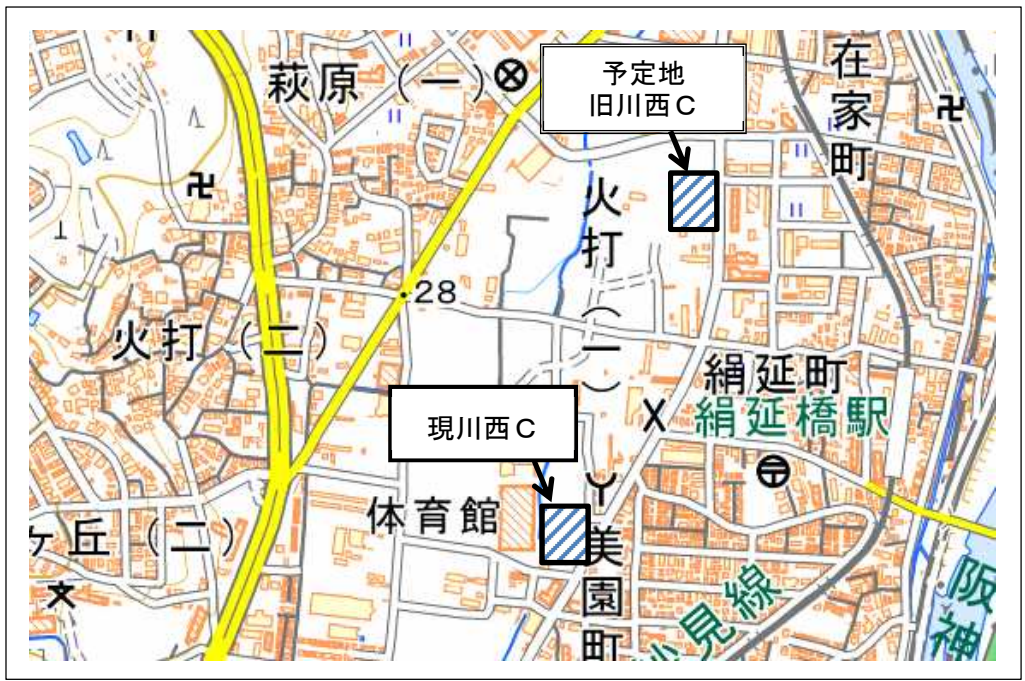 萩原(一)
予定地
旧川西C
在家町
火打(一)
28
火打(二)
絹延町
絹延橋駅
現川西C
体育館
ケ丘(二)
美園町
妙見線
阪神